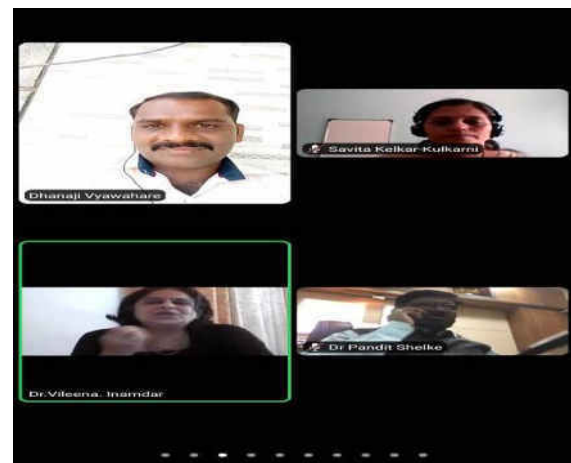 Dhanaji Vyawahare
Savita Kelkar-Kulkarni
Dr.Vileena. Inamdar
Dr Pandit Shelke